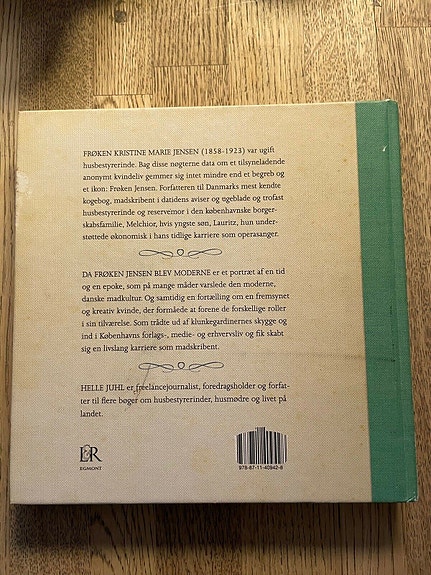 FRØKEN KRISTINE MARIE JENSEN (1858-1923) var ugift
husbestyrerinde. Bag disse nøgterne data om et tilsyneladende
anonymt kvindeliv gemmer sig intet mindre end et begreb og
et ikon: Frøken Jensen. Forfatteren til Danmarks mest kendte
kogebog, madskribent i datidens aviser og ugeblade og trofast
husbestyrerinde og reservemor i den københavnske borger-
skabsfamilie, Melchior, hvis yngste søn, Lauritz, hun under-
støttede økonomisk i hans tidlige karriere som operasanger.
DA FRØKEN JENSEN BLEV MODERNE er et portræt af en tid
og en epoke, som på mange måder varslede den moderne,
danske madkultur. Og samtidig en fortælling om en fremsynet
og kreativ kvinde, der formåede at forene de forskellige roller
i sin tilværelse. Som trådte ud af klunkegardinernes skygge og
ind i Københavns forlags-, medie- og erhvervsliv og fik skabt
sig en livslang karriere som madskribent.
HELLE JUHL er freelancejournalist, foredragsholder og forfat-
ter til flere bøger om husbestyrerinder, husmødre og livet på
landet.
L&R
EGMONT
978-87-11-40942-8